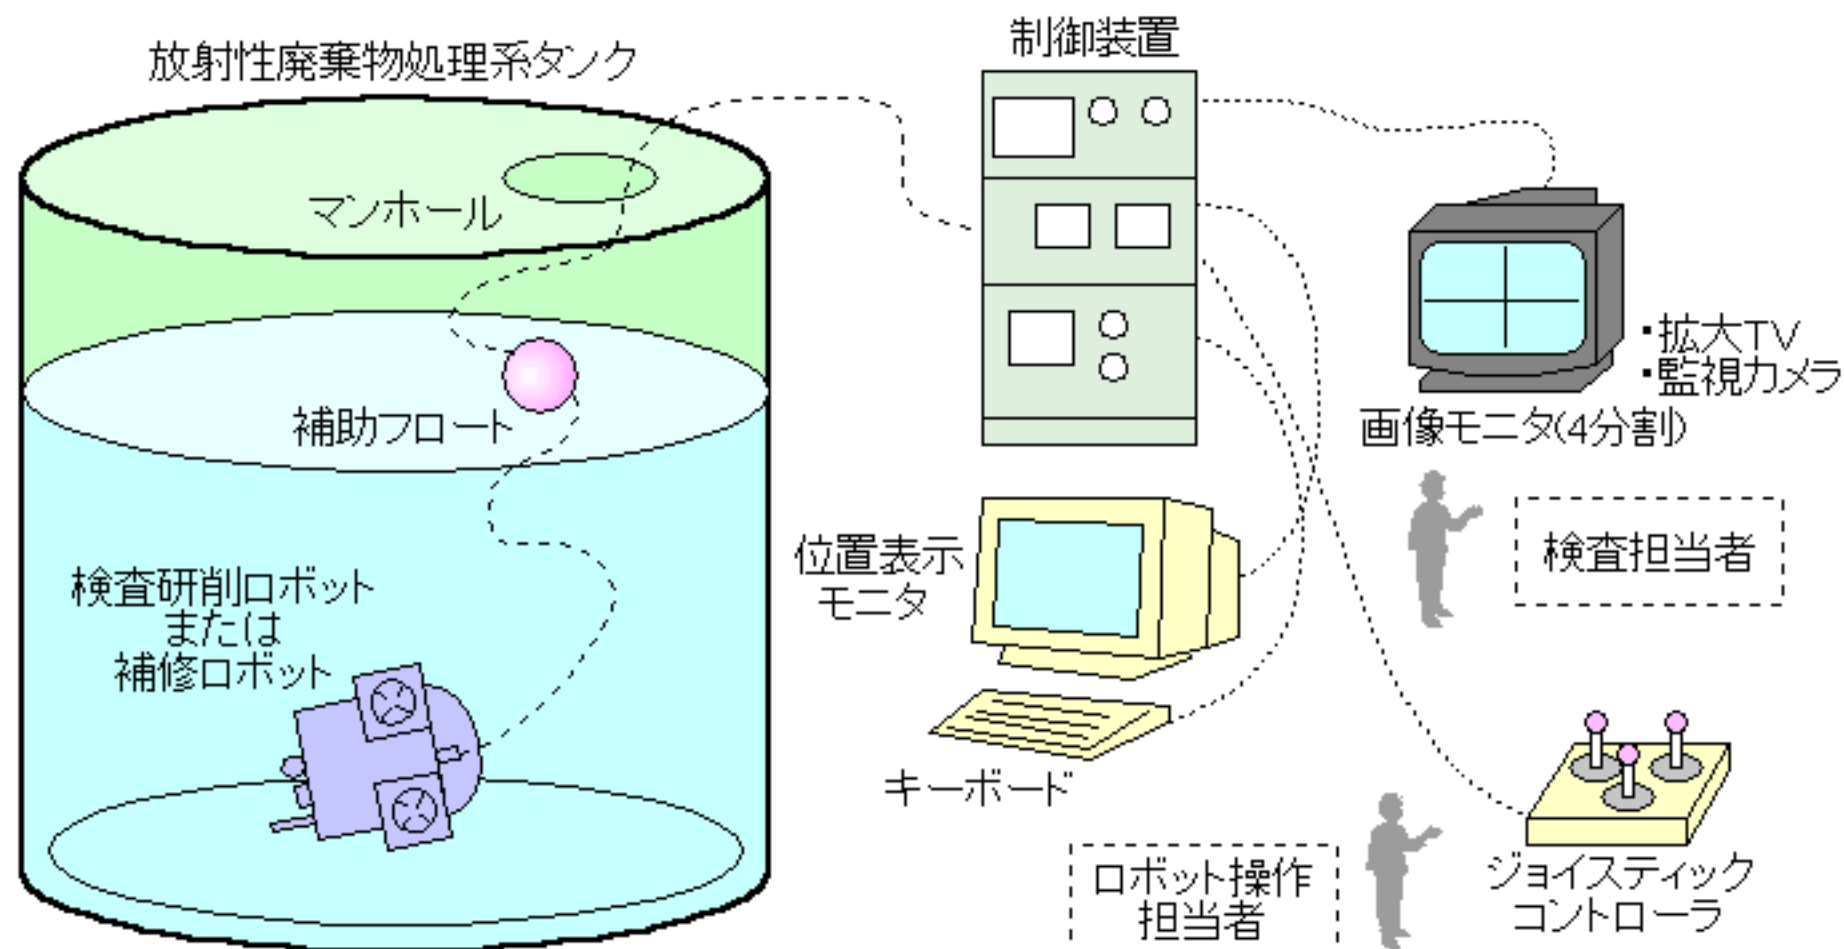 放射性廃棄物処理系タンク
制御装置
マンホール
・拡大TV
・監視カメラ
補助フロート
画像モニタ(4分割)
検査担当者
位置表示
モニタ
検査研削ロボット
または
補修ロボット
キーボード
ジョイスティック
コントローラ
ロボット操作
担当者